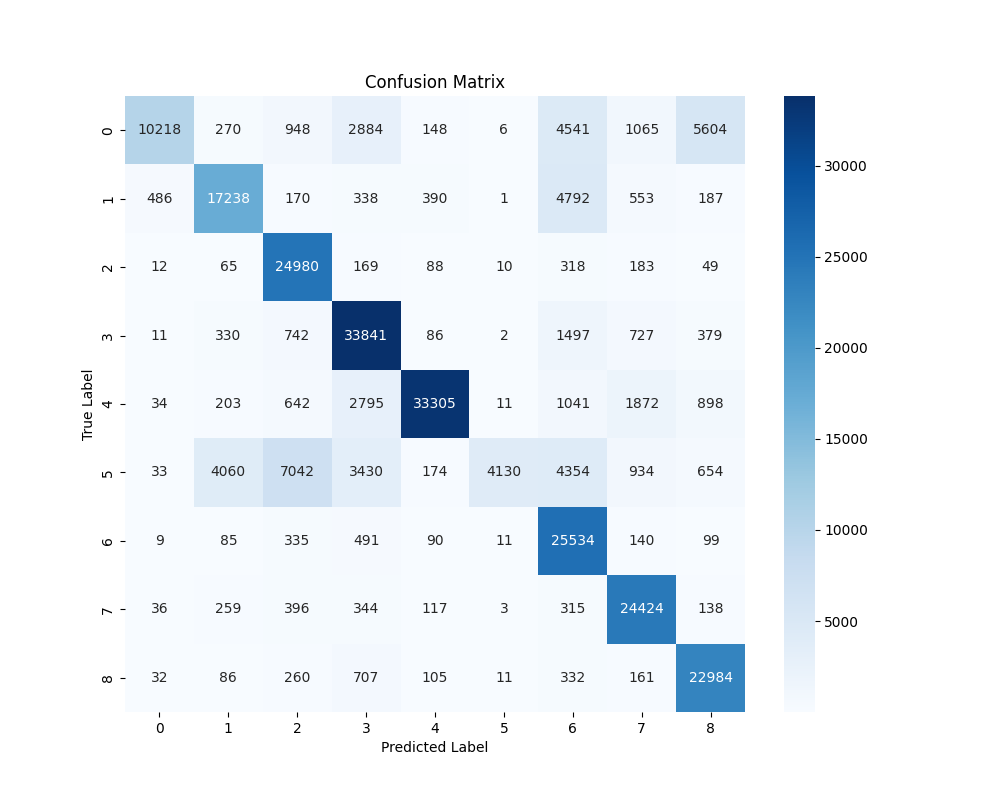 Confusion Matrix
0 10218 270 948 2884 148 6 4541 1065 5604
1 486 17238 170 338 390 1 4792 553 187
2 12 65 24980 169 88 10 318 183 49
3 11 330 742 33841 86 2 1497 727 379
4 34 203 642 2795 33305 11 1041 1872 898
5 33 4060 7042 3430 174 4130 4354 934 654
6 9 85 335 491 90 11 25534 140 99
7 36 259 396 344 117 3 315 24424 138
8 32 86 260 707 105 11 332 161 22984
0 1 2 3 4 5 6 7 8
Predicted Label
True Label
30000
25000
20000
15000
10000
5000